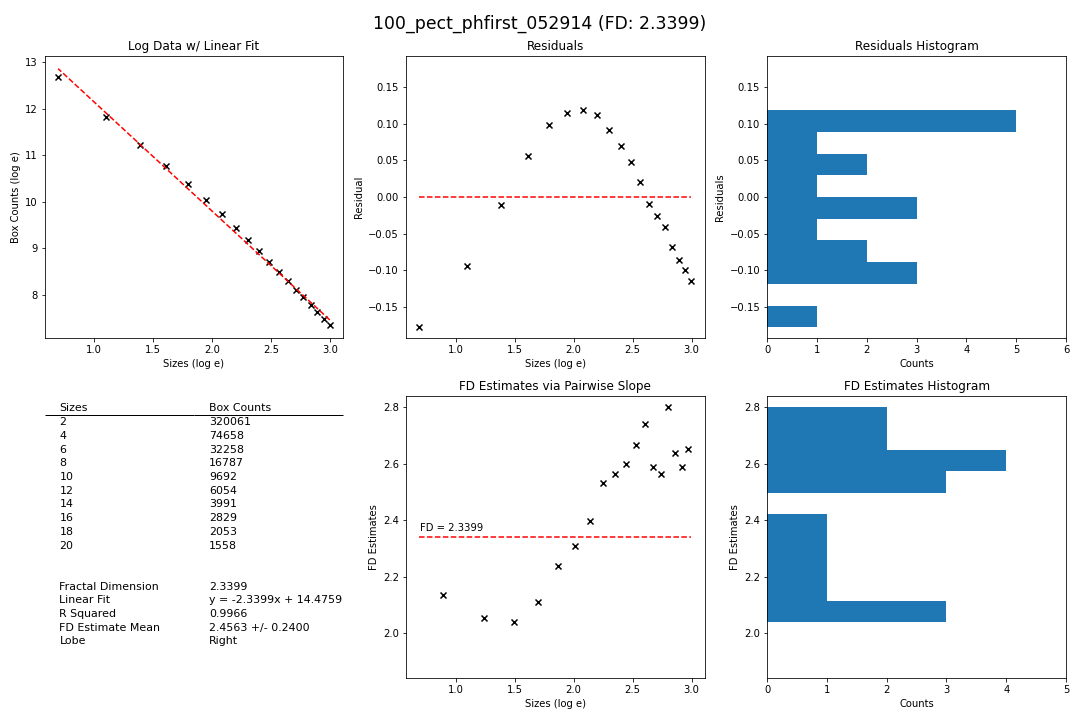 100_pect_phfirst_052914 (FD: 2.3399)
Log Data w/ Linear Fit
Box Counts (log e)
13
12
11
10
9
8
1.0 1.5 2.0 2.5 3.0
Sizes (log e)
Residuals
Residual
0.15
0.10
0.05
0.00
−0.05
−0.10
−0.15
1.0 1.5 2.0 2.5 3.0
Sizes (log e)
Residuals Histogram
Residuals
0.15
0.10
0.05
0.00
−0.05
−0.10
−0.15
0 1 2 3 4 5 6
Counts
Sizes Box Counts
2 320061
4 74658
6 32258
8 16787
10 9692
12 6054
14 3991
16 2829
18 2053
20 1558
Fractal Dimension 2.3399
Linear Fit y = -2.3399x + 14.4759
R Squared 0.9966
FD Estimate Mean 2.4563 +/- 0.2400
Lobe Right
FD Estimates via Pairwise Slope
FD Estimates
2.8
2.6
2.4
2.2
2.0
FD = 2.3399
1.0 1.5 2.0 2.5 3.0
Sizes (log e)
FD Estimates Histogram
FD Estimates
2.8
2.6
2.4
2.2
2.0
0 1 2 3 4 5
Counts